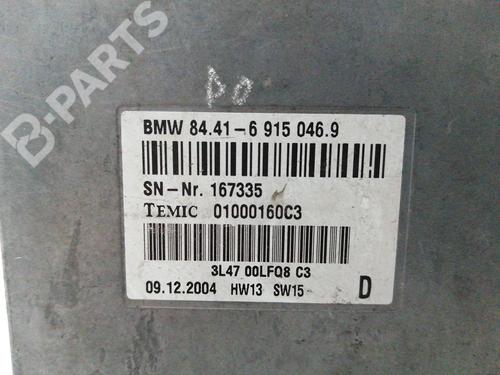 B-PARTS
BMW 84.41-6 915 046.9
SN-Nr. 167335
TEMIC 01000160C3
3L47 00LFQ8 C3
09.12.2004 HW13 SW15 D